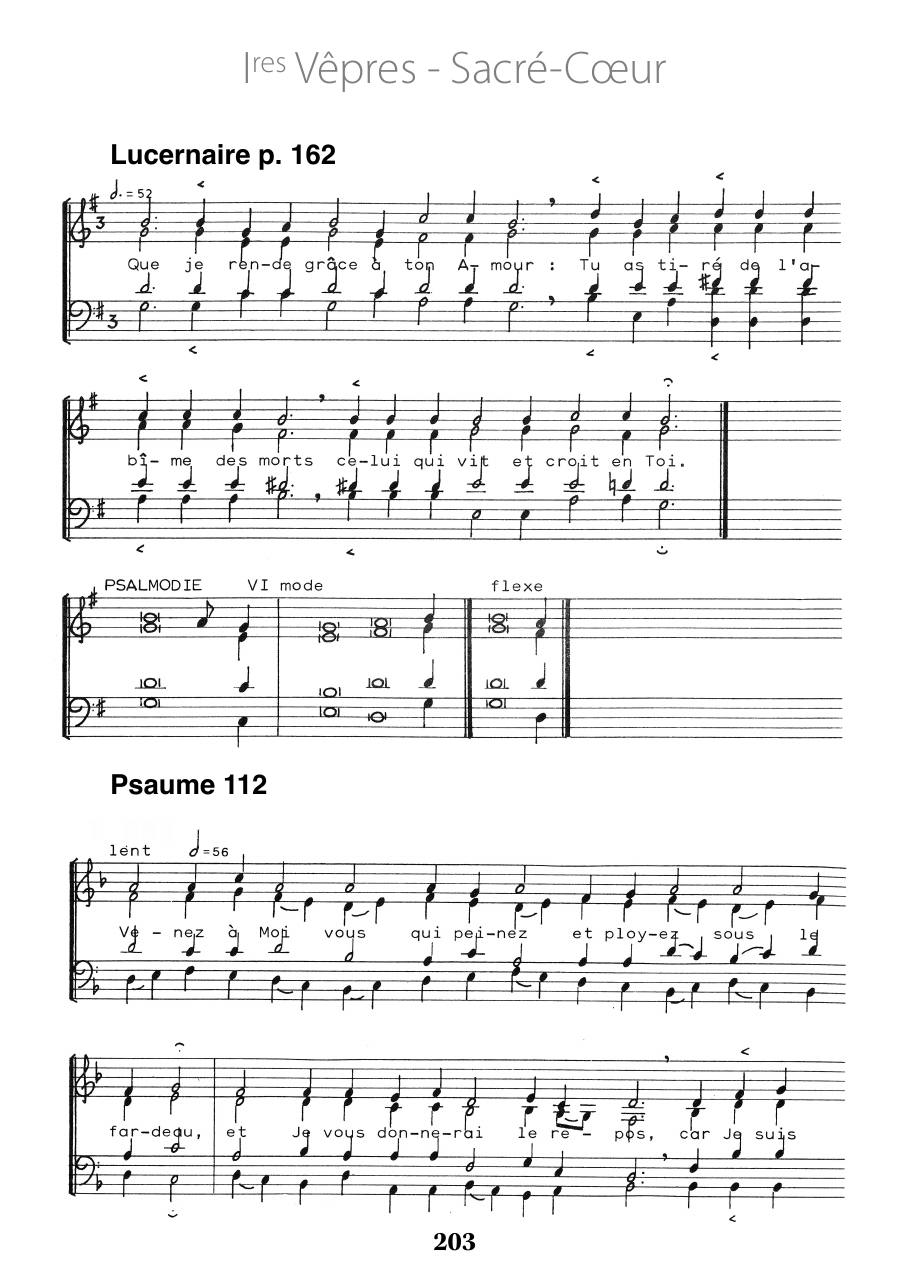 Ires Vêpres - Sacré-Cœur
Lucernaire p. 162
𝅗𝅥. = 52
Que je ren-de grâce à ton A-mour : Tu as ti-ré de l'a-
bî-me des morts ce-lui qui vit et croit en Toi.
PSALMODIE VI mode flexe
Psaume 112
lent 𝅗𝅥 = 56
Ve-nez à Moi vous qui pei-nez et ploy-ez sous le
far-deau, et Je vous don-ne-rai le re-pos, car Je suis
203